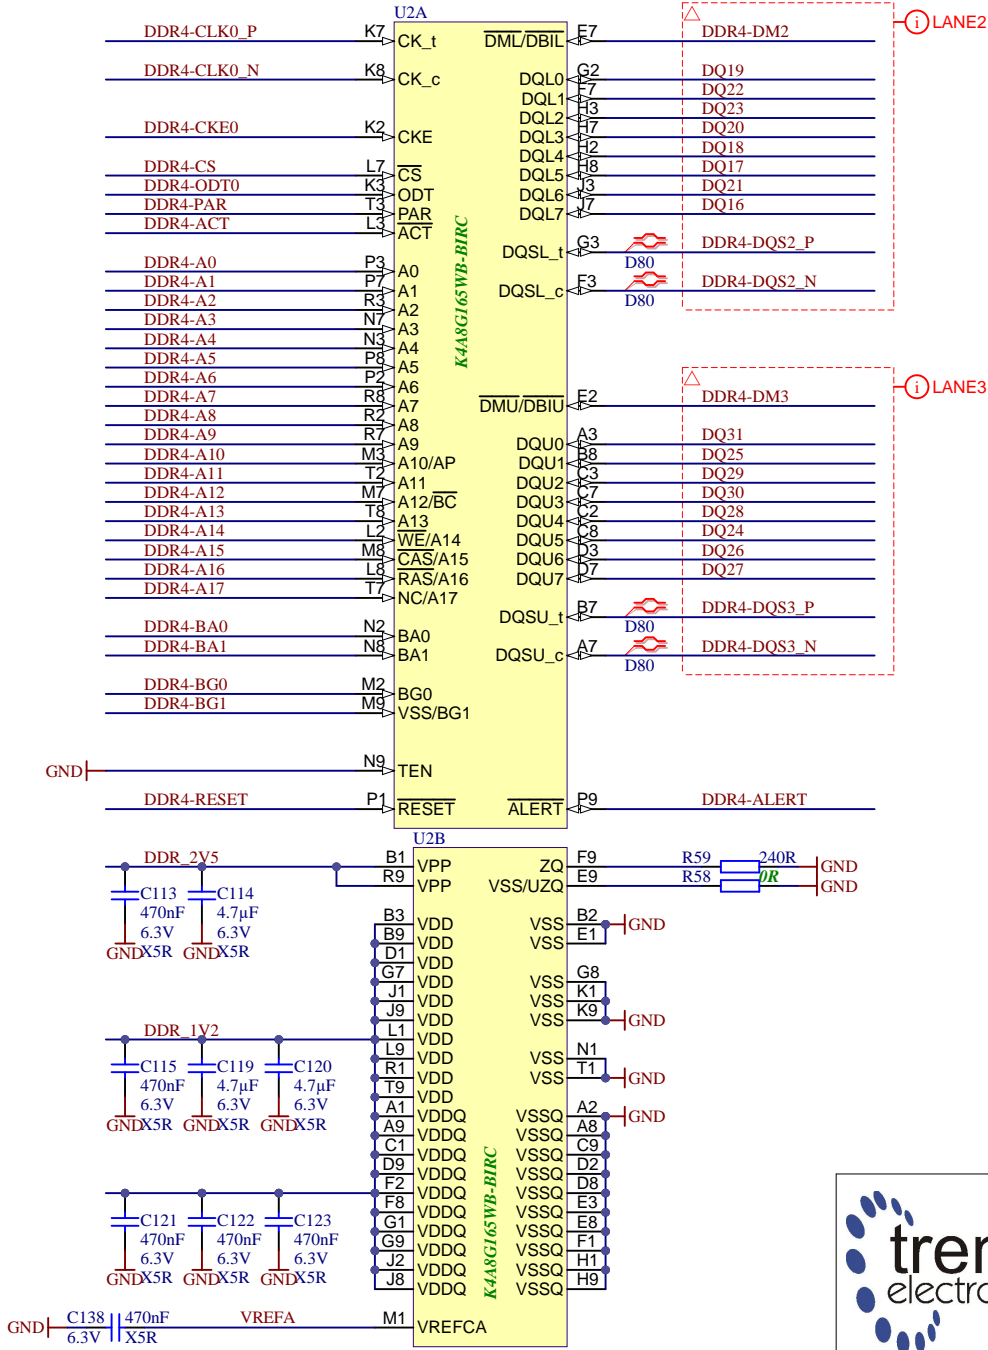 U2A
DDR4-CLK0_P K7 CK_t DML/DBIL E7 DDR4-DM2
LANE2
DDR4-CLK0_N K8 CK_c DQL0 G2 DQ19
DQL1 F7 DQ22
DQL2 H3 DQ23
DDR4-CKE0 K2 CKE DQL3 H7 DQ20
DQL4 H2 DQ18
DDR4-CS L7 CS DQL5 H8 DQ17
DDR4-ODT0 K3 ODT DQL6 J3 DQ21
DDR4-PAR T3 PAR DQL7 J7 DQ16
DDR4-ACT L3 ACT
DQSL_t G3 DDR4-DQS2_P
D80
DDR4-A0 P3 A0
DDR4-A1 P7 A1 DQSL_c F3 DDR4-DQS2_N
D80
DDR4-A2 R3 A2
DDR4-A3 N7 A3
DDR4-A4 N3 A4
DDR4-A5 P8 A5
DDR4-A6 P2 A6
K4A8G165WB-BIRC
LANE3
DDR4-A7 R8 A7 DMU/DBIU E2 DDR4-DM3
DDR4-A8 R2 A8
DDR4-A9 R7 A9 DQU0 A3 DQ31
DDR4-A10 M3 A10/AP DQU1 B8 DQ25
DDR4-A11 T2 A11 DQU2 C3 DQ29
DDR4-A12 M7 A12/BC DQU3 C7 DQ30
DDR4-A13 T8 A13 DQU4 C2 DQ28
DDR4-A14 L2 WE/A14 DQU5 C8 DQ24
DDR4-A15 M8 CAS/A15 DQU6 D3 DQ26
DDR4-A16 L8 RAS/A16 DQU7 D7 DQ27
DDR4-A17 T7 NC/A17
DQSU_t B7 DDR4-DQS3_P
D80
DDR4-BA0 N2 BA0
DDR4-BA1 N8 BA1 DQSU_c A7 DDR4-DQS3_N
D80
DDR4-BG0 M2 BG0
DDR4-BG1 M9 VSS/BG1
GND N9 TEN
DDR4-RESET P1 RESET ALERT P9 DDR4-ALERT
U2B
DDR_2V5 B1 VPP ZQ F9 R59 240R GND
R9 VPP VSS/UZQ E9 R58 0R GND
C113 470nF 6.3V X5R GND
C114 4.7µF 6.3V X5R GND
B3 VDD VSS B2 GND
B9 VDD VSS E1
D1 VDD
G7 VDD VSS G8
J1 VDD VSS K1
J9 VDD VSS K9 GND
DDR_1V2 L1 VDD
L9 VDD VSS N1
R1 VDD VSS T1 GND
T9 VDD
C115 470nF 6.3V X5R GND
C119 4.7µF 6.3V X5R GND
C120 4.7µF 6.3V X5R GND
A1 VDDQ VSSQ A2 GND
A9 VDDQ VSSQ A8
C1 VDDQ VSSQ C9
D9 VDDQ VSSQ D2
F2 VDDQ VSSQ D8
F8 VDDQ VSSQ E3
G1 VDDQ VSSQ E8
G9 VDDQ VSSQ F1
J2 VDDQ VSSQ H1
J8 VDDQ VSSQ H9
K4A8G165WB-BIRC
C121 470nF 6.3V X5R GND
C122 470nF 6.3V X5R GND
C123 470nF 6.3V X5R GND
GND C138 6.3V 470nF X5R VREFA M1 VREFCA
tren
electro